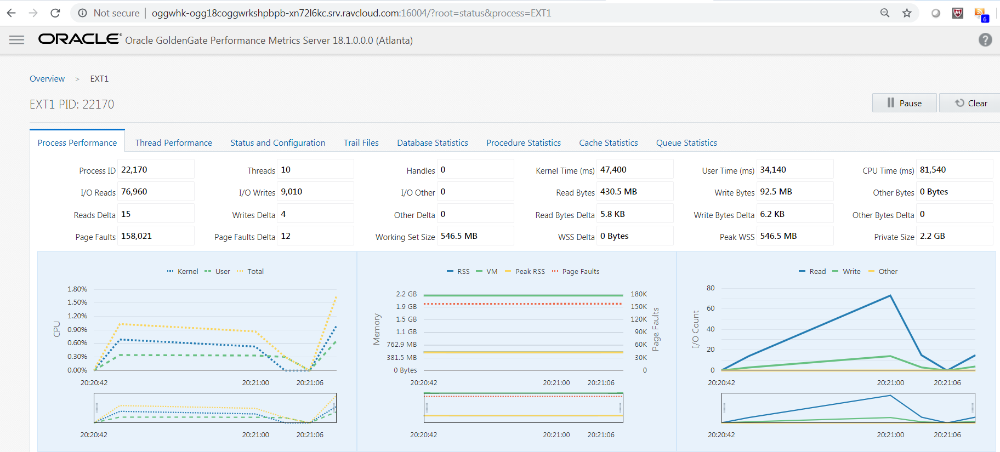 Not secure | oggwhk-ogg18coggwrkshpbpb-xn72l6kc.srv.ravcloud.com:16004/?root=status&process=EXT1
6
ORACLE® Oracle GoldenGate Performance Metrics Server 18.1.0.0.0 (Atlanta)
?
Overview > EXT1
EXT1 PID: 22170
Pause Clear
Process Performance Thread Performance Status and Configuration Trail Files Database Statistics Procedure Statistics Cache Statistics Queue Statistics
Process ID 22,170 Threads 10 Handles 0 Kernel Time (ms) 47,400 User Time (ms) 34,140 CPU Time (ms) 81,540
I/O Reads 76,960 I/O Writes 9,010 I/O Other 0 Read Bytes 430.5 MB Write Bytes 92.5 MB Other Bytes 0 Bytes
Reads Delta 15 Writes Delta 4 Other Delta 0 Read Bytes Delta 5.8 KB Write Bytes Delta 6.2 KB Other Bytes Delta 0
Page Faults 158,021 Page Faults Delta 12 Working Set Size 546.5 MB WSS Delta 0 Bytes Peak WSS 546.5 MB Private Size 2.2 GB
Kernel User Total
CPU
1.80%
1.50%
1.20%
0.90%
0.60%
0.30%
0.00%
20:20:42 20:21:00 20:21:06
20:20:42 20:21:00 20:21:06
RSS VM Peak RSS Page Faults
Memory
2.2 GB
1.9 GB
1.5 GB
1.1 GB
762.9 MB
381.5 MB
0 Bytes
180K
150K
120K
90K
60K
30K
0
Page Faults
20:20:42 20:21:00 20:21:06
20:20:42 20:21:00 20:21:06
Read Write Other
I/O Count
80
60
40
20
0
20:20:42 20:21:00 20:21:06
20:20:42 20:21:00 20:21:06